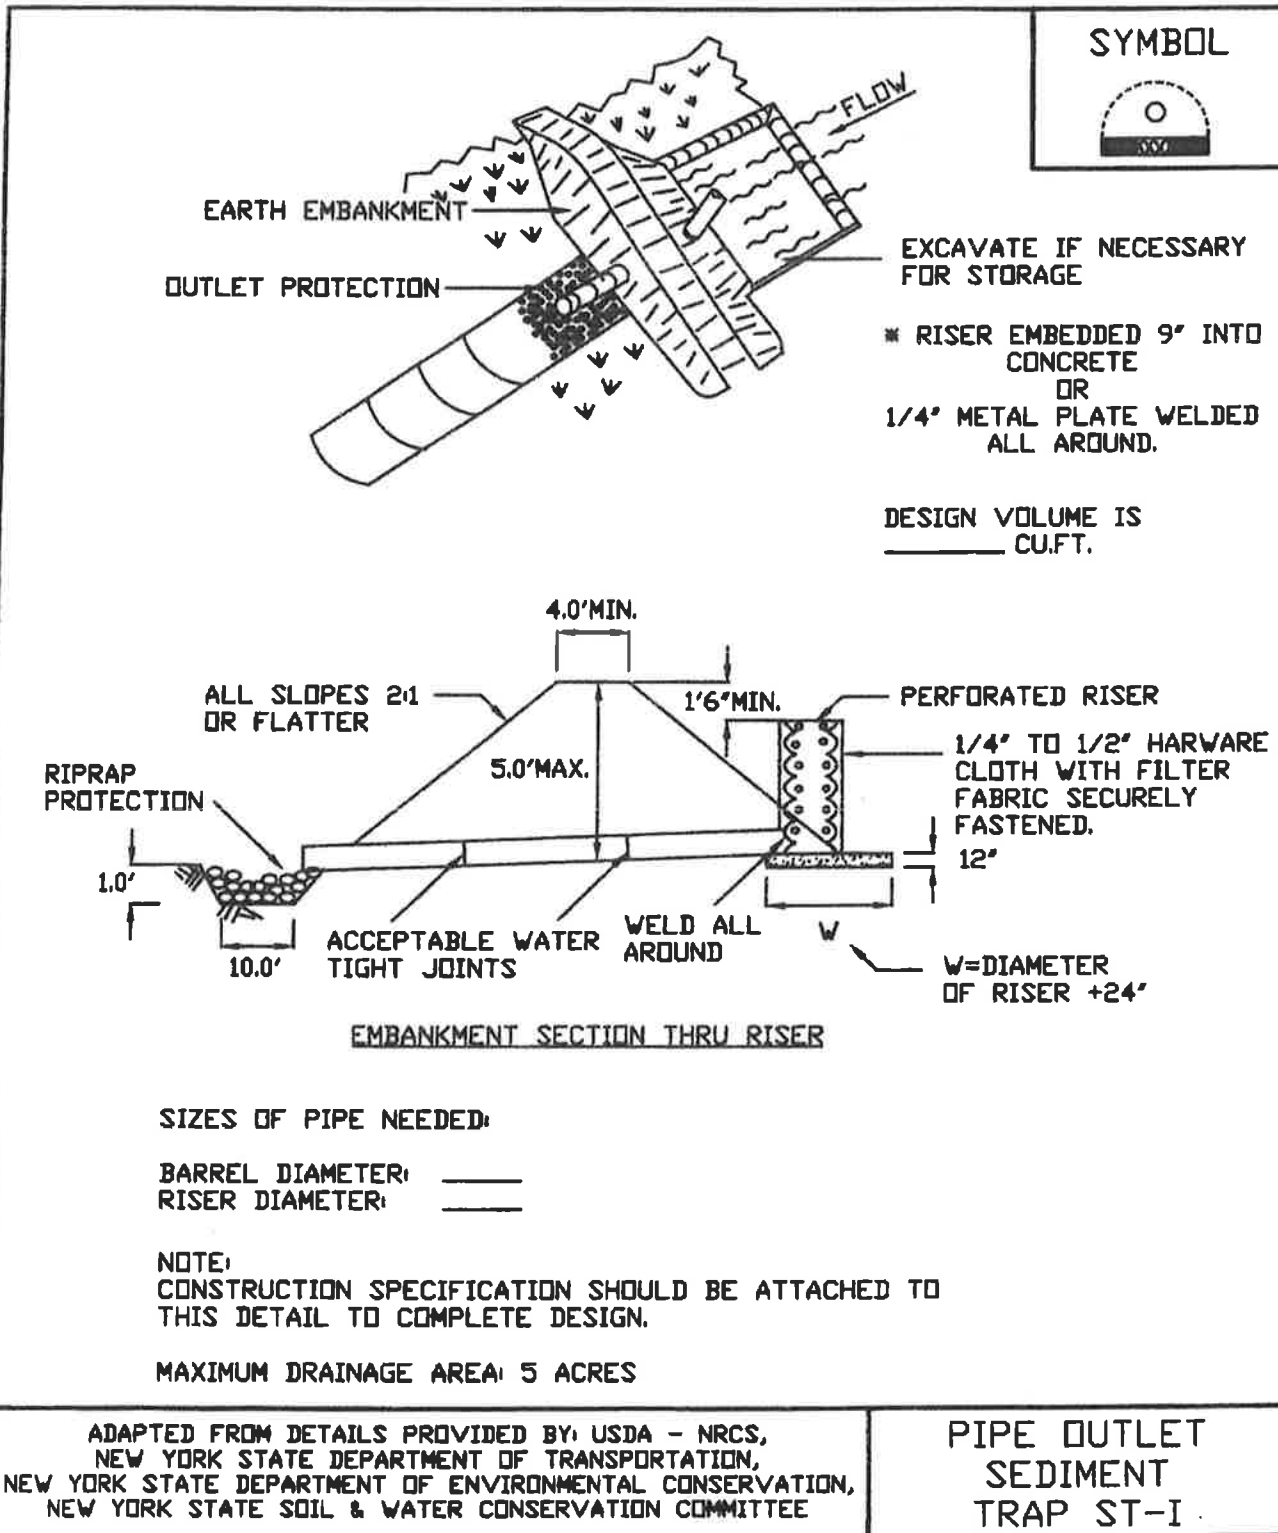 SYMBOL
FLOW
EARTH EMBANKMENT
OUTLET PROTECTION
EXCAVATE IF NECESSARY
FOR STORAGE
* RISER EMBEDDED 9" INTO
CONCRETE
OR
1/4" METAL PLATE WELDED
ALL AROUND.
DESIGN VOLUME IS
______ CU.FT.
4.0'MIN.
ALL SLOPES 2:1
OR FLATTER
1'6"MIN.
PERFORATED RISER
5.0'MAX.
1/4" TO 1/2" HARWARE
CLOTH WITH FILTER
FABRIC SECURELY
FASTENED.
RIPRAP
PROTECTION
1.0'
12"
10.0'
ACCEPTABLE WATER
TIGHT JOINTS
WELD ALL
AROUND
W
W=DIAMETER
OF RISER +24"
EMBANKMENT SECTION THRU RISER
SIZES OF PIPE NEEDED:
BARREL DIAMETER: ____
RISER DIAMETER: ____
NOTE:
CONSTRUCTION SPECIFICATION SHOULD BE ATTACHED TO
THIS DETAIL TO COMPLETE DESIGN.
MAXIMUM DRAINAGE AREA: 5 ACRES
ADAPTED FROM DETAILS PROVIDED BY: USDA - NRCS,
NEW YORK STATE DEPARTMENT OF TRANSPORTATION,
NEW YORK STATE DEPARTMENT OF ENVIRONMENTAL CONSERVATION,
NEW YORK STATE SOIL & WATER CONSERVATION COMMITTEE
PIPE OUTLET
SEDIMENT
TRAP ST-I